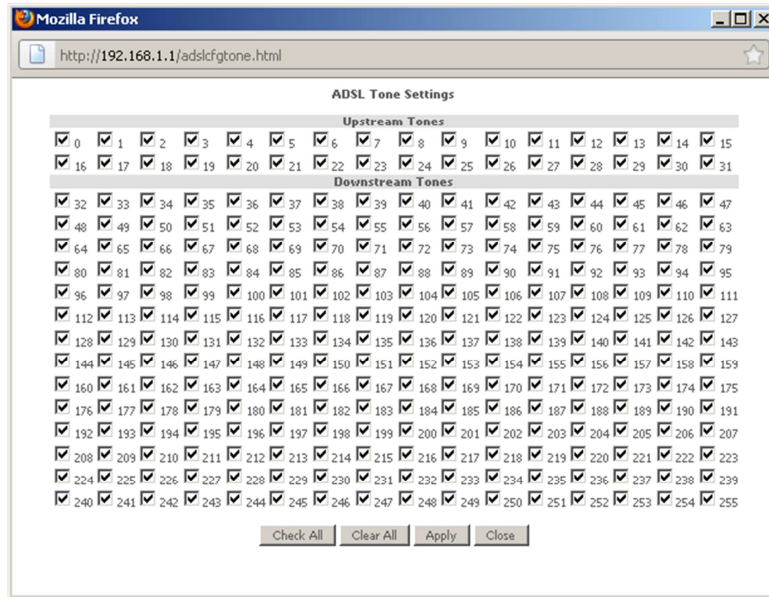 Mozilla Firefox
http://192.168.1.1/adslcfgtone.html
ADSL Tone Settings
Upstream Tones
0 1 2 3 4 5 6 7 8 9 10 11 12 13 14 15
16 17 18 19 20 21 22 23 24 25 26 27 28 29 30 31
Downstream Tones
32 33 34 35 36 37 38 39 40 41 42 43 44 45 46 47
48 49 50 51 52 53 54 55 56 57 58 59 60 61 62 63
64 65 66 67 68 69 70 71 72 73 74 75 76 77 78 79
80 81 82 83 84 85 86 87 88 89 90 91 92 93 94 95
96 97 98 99 100 101 102 103 104 105 106 107 108 109 110 111
112 113 114 115 116 117 118 119 120 121 122 123 124 125 126 127
128 129 130 131 132 133 134 135 136 137 138 139 140 141 142 143
144 145 146 147 148 149 150 151 152 153 154 155 156 157 158 159
160 161 162 163 164 165 166 167 168 169 170 171 172 173 174 175
176 177 178 179 180 181 182 183 184 185 186 187 188 189 190 191
192 193 194 195 196 197 198 199 200 201 202 203 204 205 206 207
208 209 210 211 212 213 214 215 216 217 218 219 220 221 222 223
224 225 226 227 228 229 230 231 232 233 234 235 236 237 238 239
240 241 242 243 244 245 246 247 248 249 250 251 252 253 254 255
Check All Clear All Apply Close